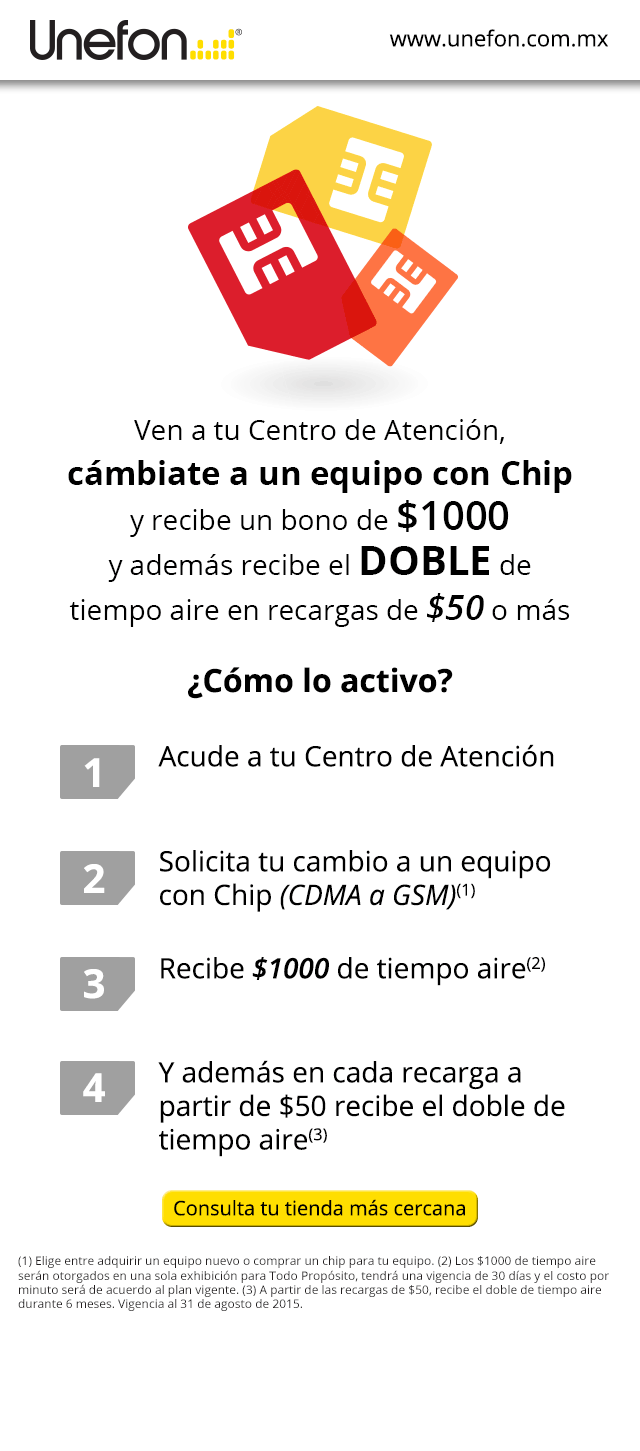 Unefon®
www.unefon.com.mx
Ven a tu Centro de Atención,
cámbiate a un equipo con Chip
y recibe un bono de $1000
y además recibe el DOBLE de
tiempo aire en recargas de $50 o más
¿Cómo lo activo?
1 Acude a tu Centro de Atención
2 Solicita tu cambio a un equipo
con Chip (CDMA a GSM)(1)
3 Recibe $1000 de tiempo aire(2)
4 Y además en cada recarga a
partir de $50 recibe el doble de
tiempo aire(3)
Consulta tu tienda más cercana
(1) Elige entre adquirir un equipo nuevo o comprar un chip para tu equipo. (2) Los $1000 de tiempo aire
serán otorgados en una sola exhibición para Todo Propósito, tendrá una vigencia de 30 días y el costo por
minuto será de acuerdo al plan vigente. (3) A partir de las recargas de $50, recibe el doble de tiempo aire
durante 6 meses. Vigencia al 31 de agosto de 2015.